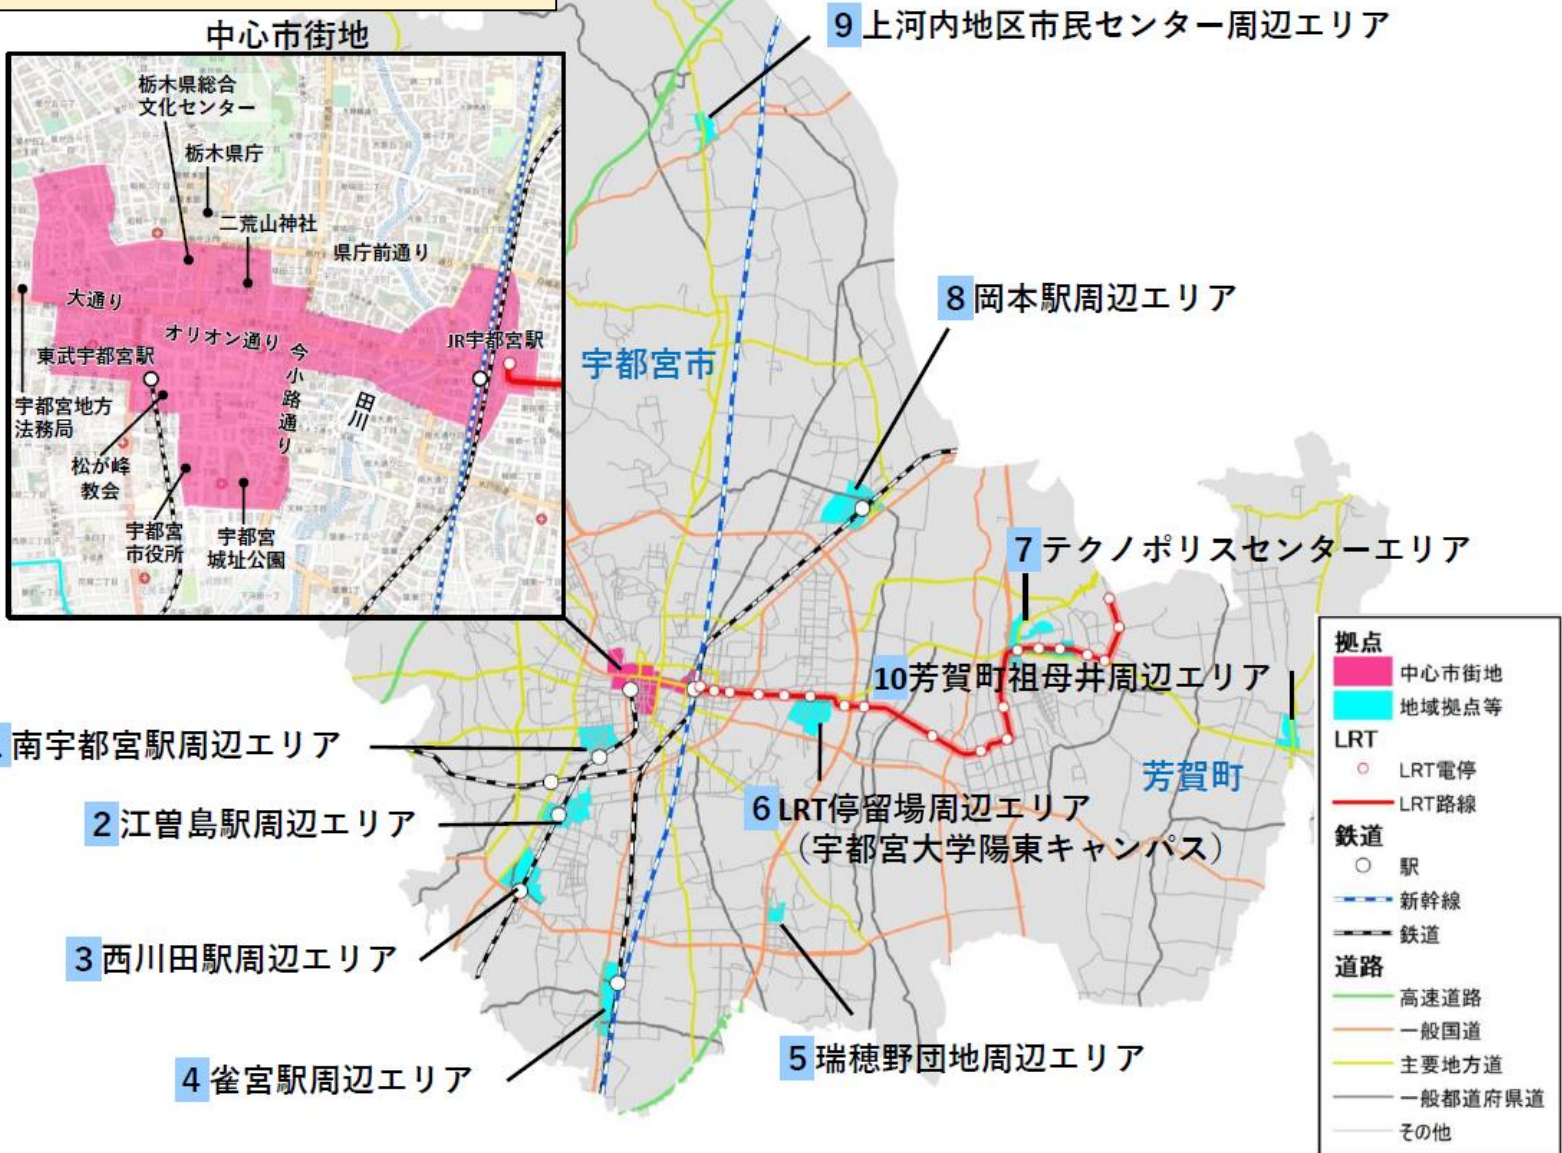 中心市街地
栃木県総合
文化センター
栃木県庁
二荒山神社
県庁前通り
大通り
オリオン通り
今小路通り
東武宇都宮駅
JR宇都宮駅
田川
宇都宮地方
法務局
松が峰
教会
宇都宮
市役所
宇都宮
城址公園
9 上河内地区市民センター周辺エリア
8 岡本駅周辺エリア
宇都宮市
7 テクノポリスセンターエリア
10 芳賀町祖母井周辺エリア
芳賀町
南宇都宮駅周辺エリア
2 江曽島駅周辺エリア
6 LRT停留場周辺エリア
（宇都宮大学陽東キャンパス）
3 西川田駅周辺エリア
5 瑞穂野団地周辺エリア
4 雀宮駅周辺エリア
拠点
中心市街地
地域拠点等
LRT
LRT電停
LRT路線
鉄道
駅
新幹線
鉄道
道路
高速道路
一般国道
主要地方道
一般都道府県道
その他